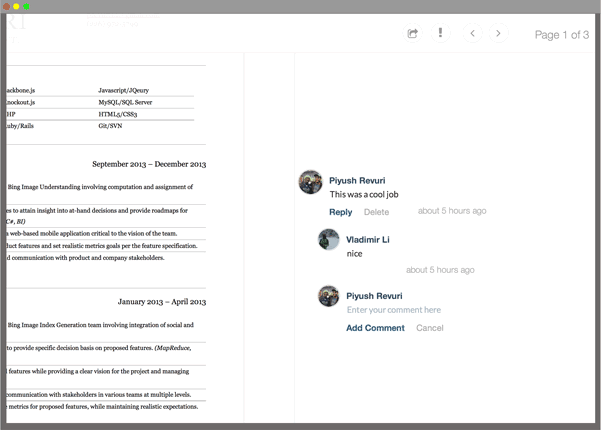 Page 1 of 3
ackbone.js Javascript/JQeury
nockout.js MySQL/SQL Server
HP HTML5/CSS3
uby/Rails Git/SVN
September 2013 – December 2013
Bing Image Understanding involving computation and assignment of
es to attain insight into at-hand decisions and provide roadmaps for
C#, BI)
a web-based mobile application critical to the vision of the team.
duct features and set realistic metrics goals per the feature specification.
d communication with product and company stakeholders.
January 2013 – April 2013
Bing Image Index Generation team involving integration of social and
to provide specific decision basis on proposed features. (MapReduce,
l features while providing a clear vision for the project and managing
communication with stakeholders in various teams at multiple levels.
e metrics for proposed features, while maintaining realistic expectations.
Piyush Revuri
This was a cool job
Reply Delete about 5 hours ago
Vladimir Li
nice
about 5 hours ago
Piyush Revuri
Enter your comment here
Add Comment Cancel